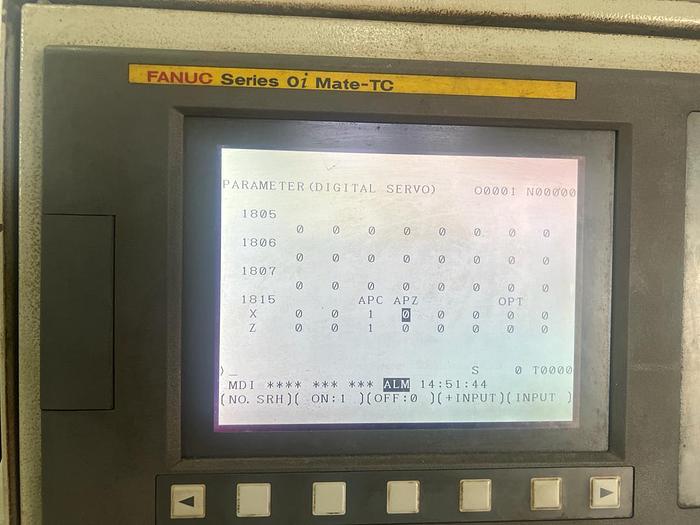 FANUC Series 0i Mate-TC
PARAMETER(DIGITAL SERVO) O0001 N00000
1805
0 0 0 0 0 0 0 0
1806
0 0 0 0 0 0 0 0
1807
0 0 0 0 0 0 0 0
1815 APC APZ OPT
X 0 0 1 0 0 0 0 0
Z 0 0 1 0 0 0 0 0
)_ S 0 T0000
MDI **** *** *** ALM 14:51:44
(NO.SRH)( ON:1 )(OFF:0 )(+INPUT)(INPUT )